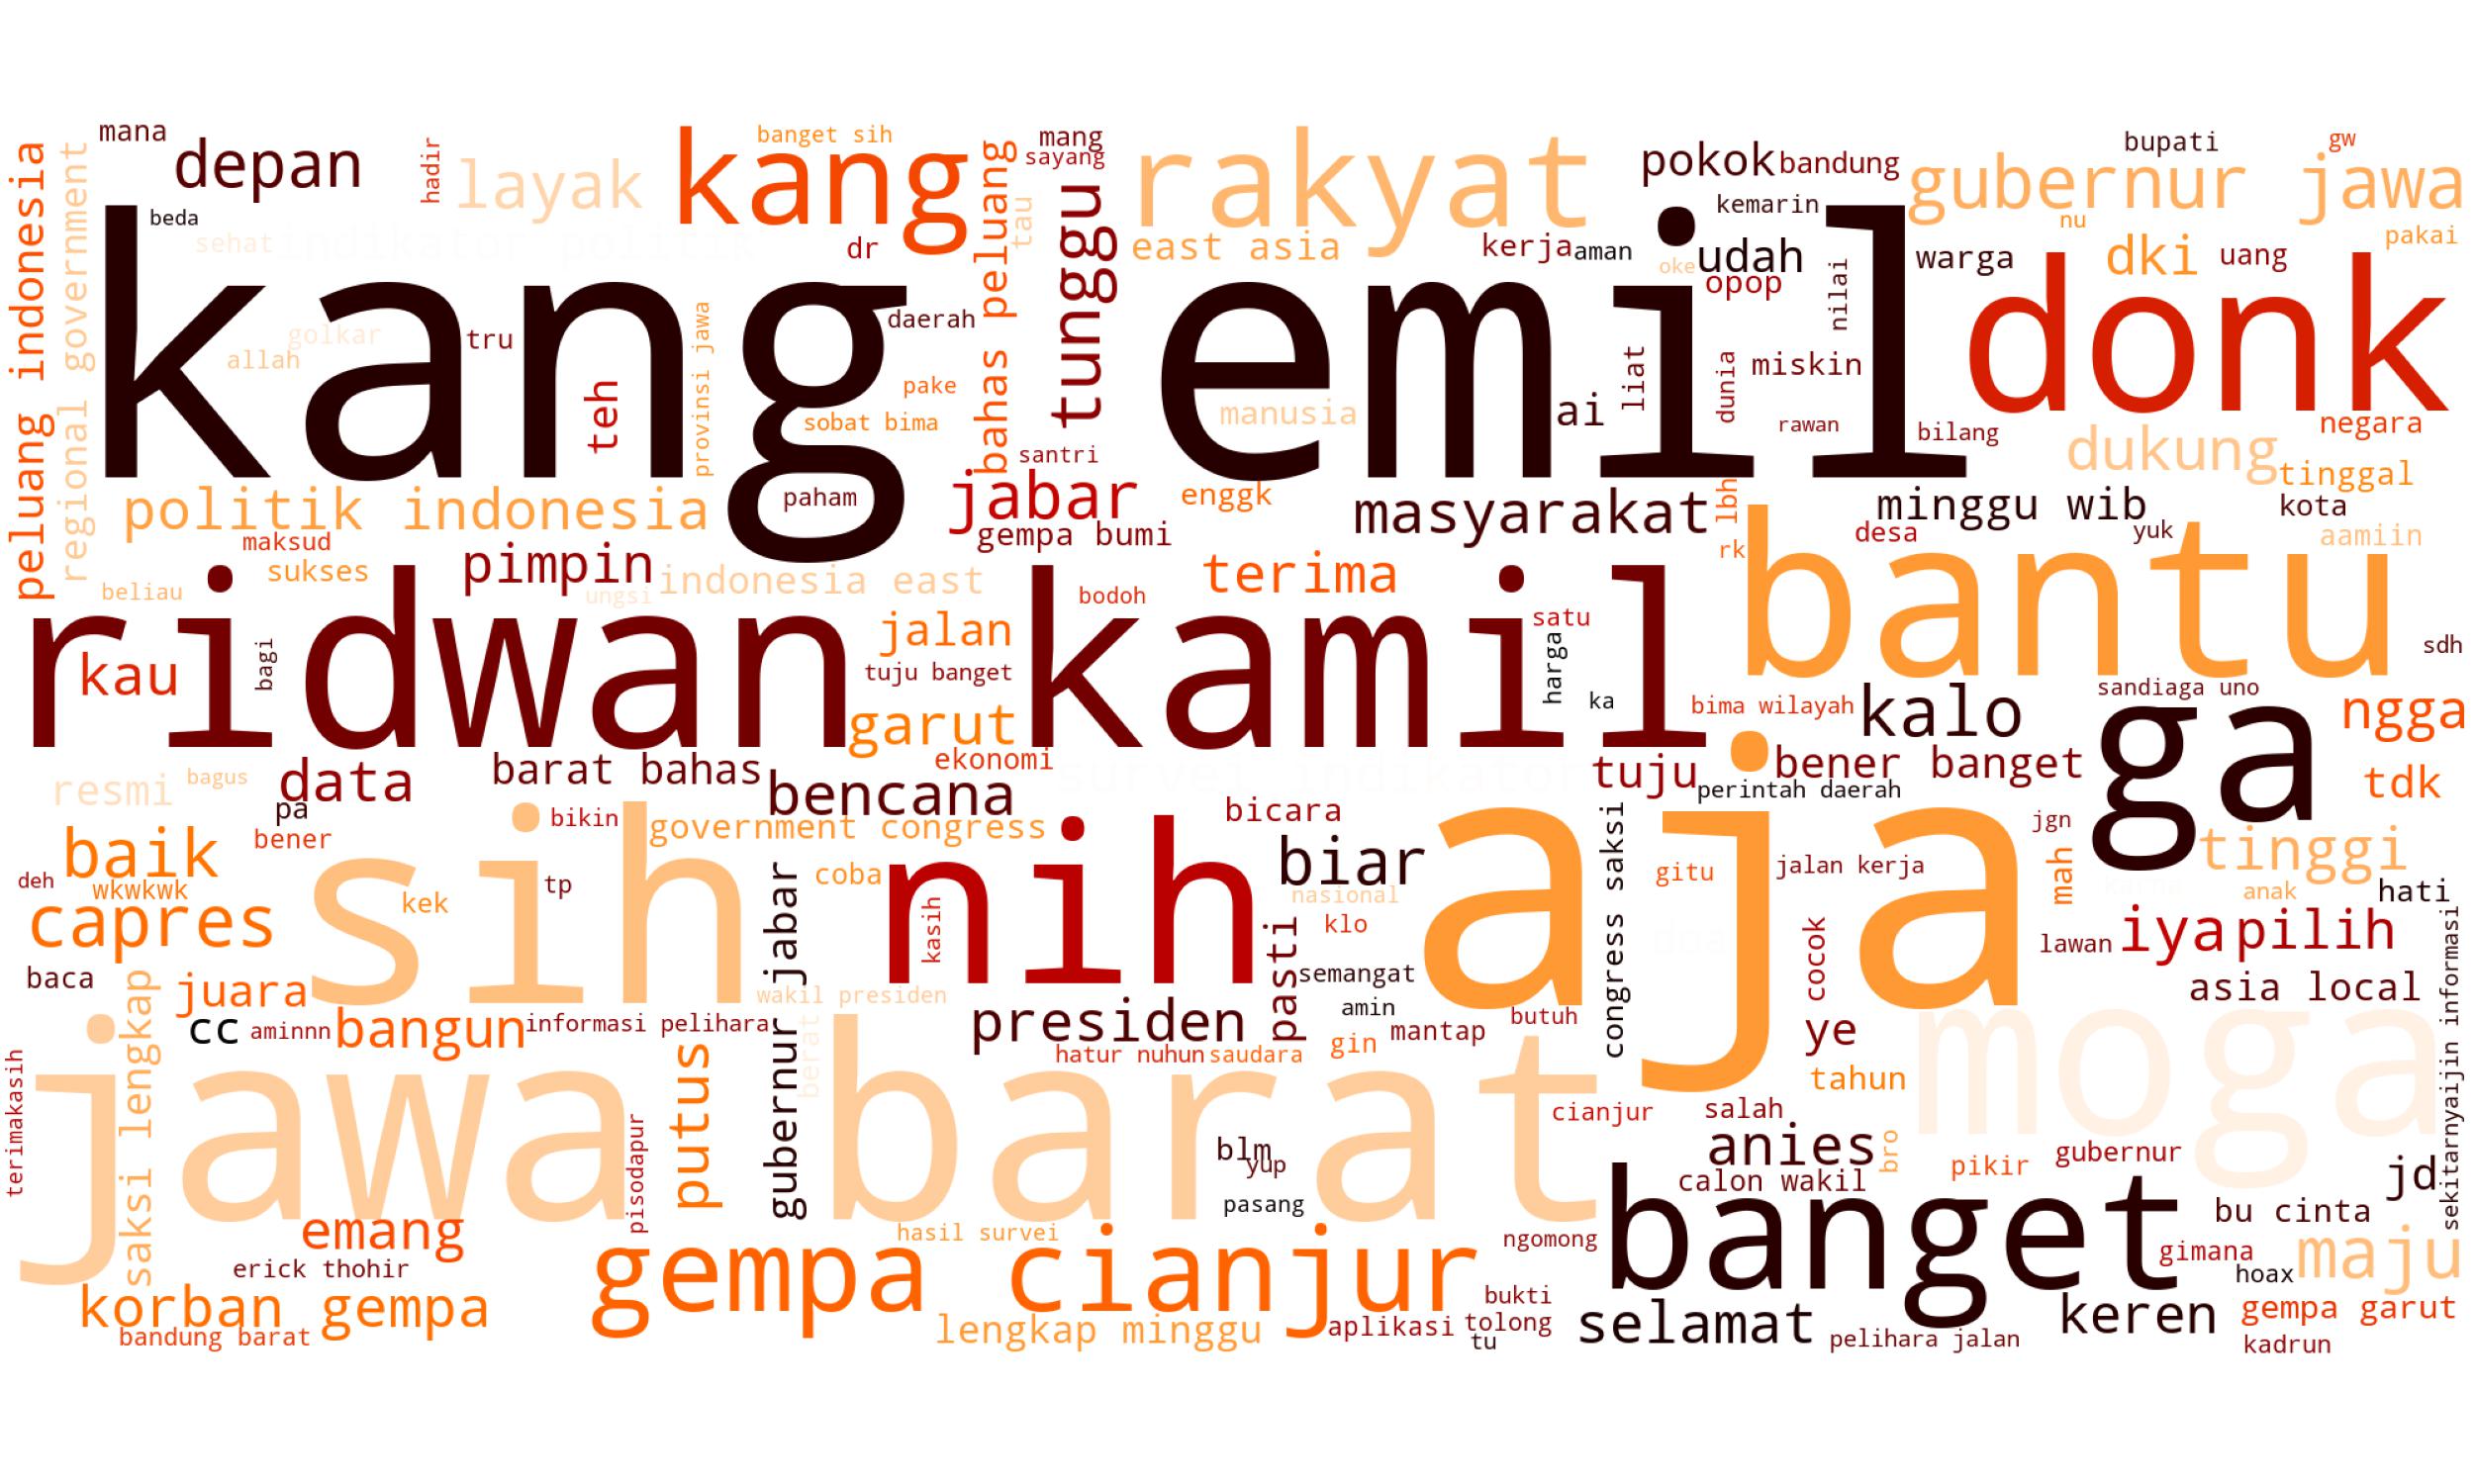 mana
depan
hadir
layak
kang
banget sih
peluang indonesia
regional government
bahas peluang
mang
sayang
tau
tunggu
rakyat
pokok
bandung
gubernur jawa
bupati
gw
beda
sehat
dr
east asia
kerja
aman
kemarin
udah
oke
opop
nilai
warga
nu
dki
uang
pakai
kang emil
donk
golkar
allah
tru
teh
provinsi jawa
daerah
pake
sobat bima
manusia
ai
liat
dunia
miskin
rawan
bilang
negara
dukung
tinggal
santri
paham
politik indonesia
jabar
enggk
gempa bumi
masyarakat
lbh
rk
minggu wib
kota
desa
yuk
aamiin
maksud
sukses
beliau
pimpin
ungsi
indonesia east
bodoh
terima
bantu
ridwan kamil
kau
bagi
jalan
tuju banget
garut
ekonomi
satu
harga
ka
bima wilayah
kalo
sandiaga uno
sdh
ga
ngga
resmi
bagus
data
pa
barat bahas
bencana
tuju
bener banget
perintah daerah
tdk
baik
bener
bikin
government congress
bicara
biar
aja
jgn
tinggi
deh
wkwkwk
capres
sih
kek
tp
gubernur jabar
coba
nih
kasih
nasional
klo
pasti
congress saksi
gitu
jalan kerja
mah
anak
hati
cocok
lawan
iya
pilih
baca
saksi lengkap
juara
cc
aminnn
bangun
informasi pelihara
wakil presiden
berat
presiden
semangat
amin
gin
mantap
butuh
hatur nuhun
saudara
ye
tahun
asia local
moga
sekitarnyaijin informasi
terimakasih
jawa barat
pisodapur
putus
blm
yup
pasang
cianjur
salah
anies
bro
calon wakil
pikir
gubernur
jd
bu cinta
emang
erick thohir
korban gempa
bandung barat
hasil survei
gempa cianjur
lengkap minggu
ngomong
bukti
aplikasi
tolong
tu
banget
selamat
pelihara jalan
gimana
hoax
maju
keren
gempa garut
kadrun